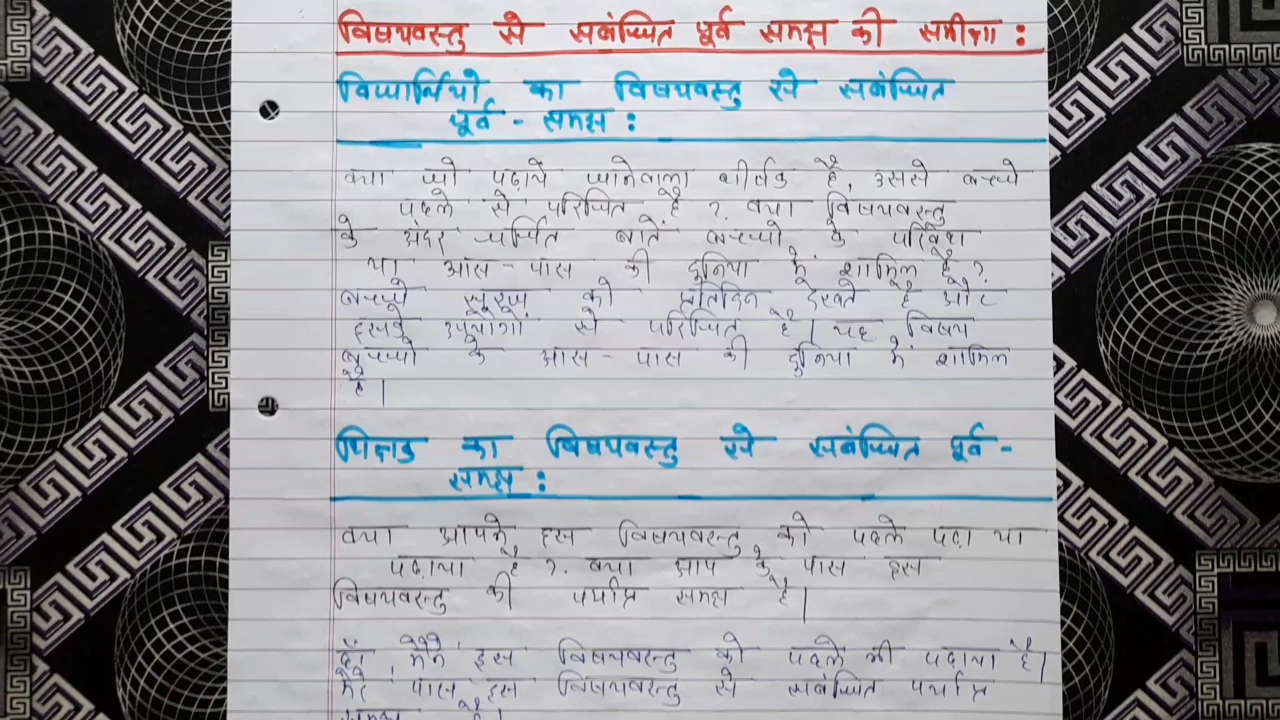 विषयवस्तु से संबंधित पूर्व समझ की समीक्षा :
विद्यार्थियो का विषयवस्तु से संबंधित
पूर्व - समझ :
क्या जो पढ़ाये जानेवाला शीर्षक है, उससे बच्चे
पहले से परिचित है ?. क्या विषयवस्तु
के अंदर चर्चित बातें बच्चो के परिवेश
या आस - पास की दुनिया में शामिल है ?
बच्चे सूरज को प्रतिदिन देखते है और
इसके उपयोगों से परिचित है। यह विषय
बच्चो के आस - पास की दुनिया में शामिल
है।
शिक्षक का विषयवस्तु से संबंधित पूर्व -
समझ :
क्या आपने इस विषयवस्तु को पहले पढ़ा या
पढ़ाया है ?. क्या आप के पास इस
विषयवस्तु की पर्याप्त समझ है।
हाँ, मैंने इस विषयवस्तु को पहले भी पढ़ाया है।
मेरे पास इस विषयवस्तु से संबंधित पर्याप्त
समझ है।